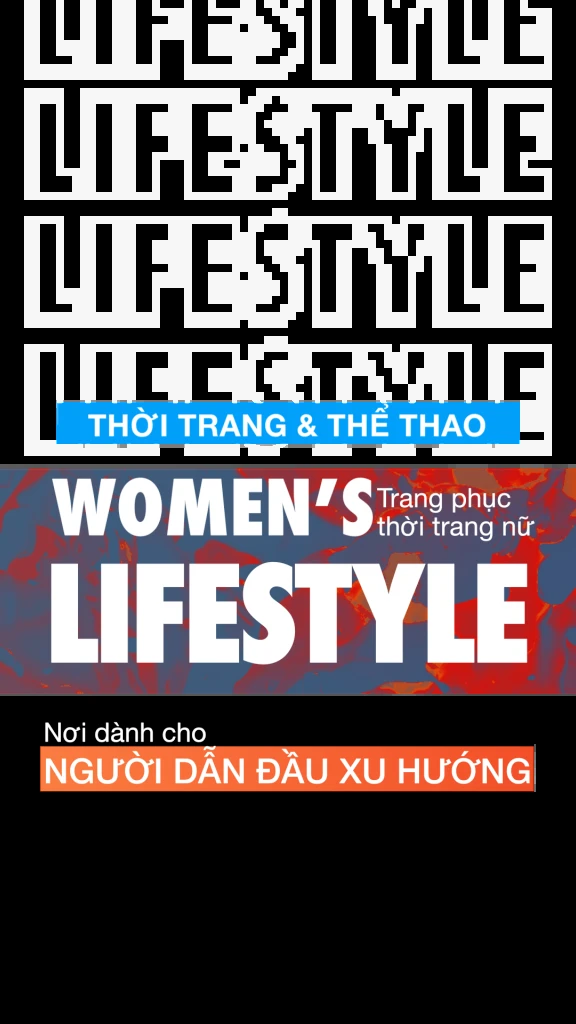 LIFESTYLE
LIFESTYLE
LIFESTYLE
LIFESTYLE
THỜI TRANG & THỂ THAO
WOMEN'S Trang phục
thời trang nữ
LIFESTYLE
Nơi dành cho
NGƯỜI DẪN ĐẦU XU HƯỚNG